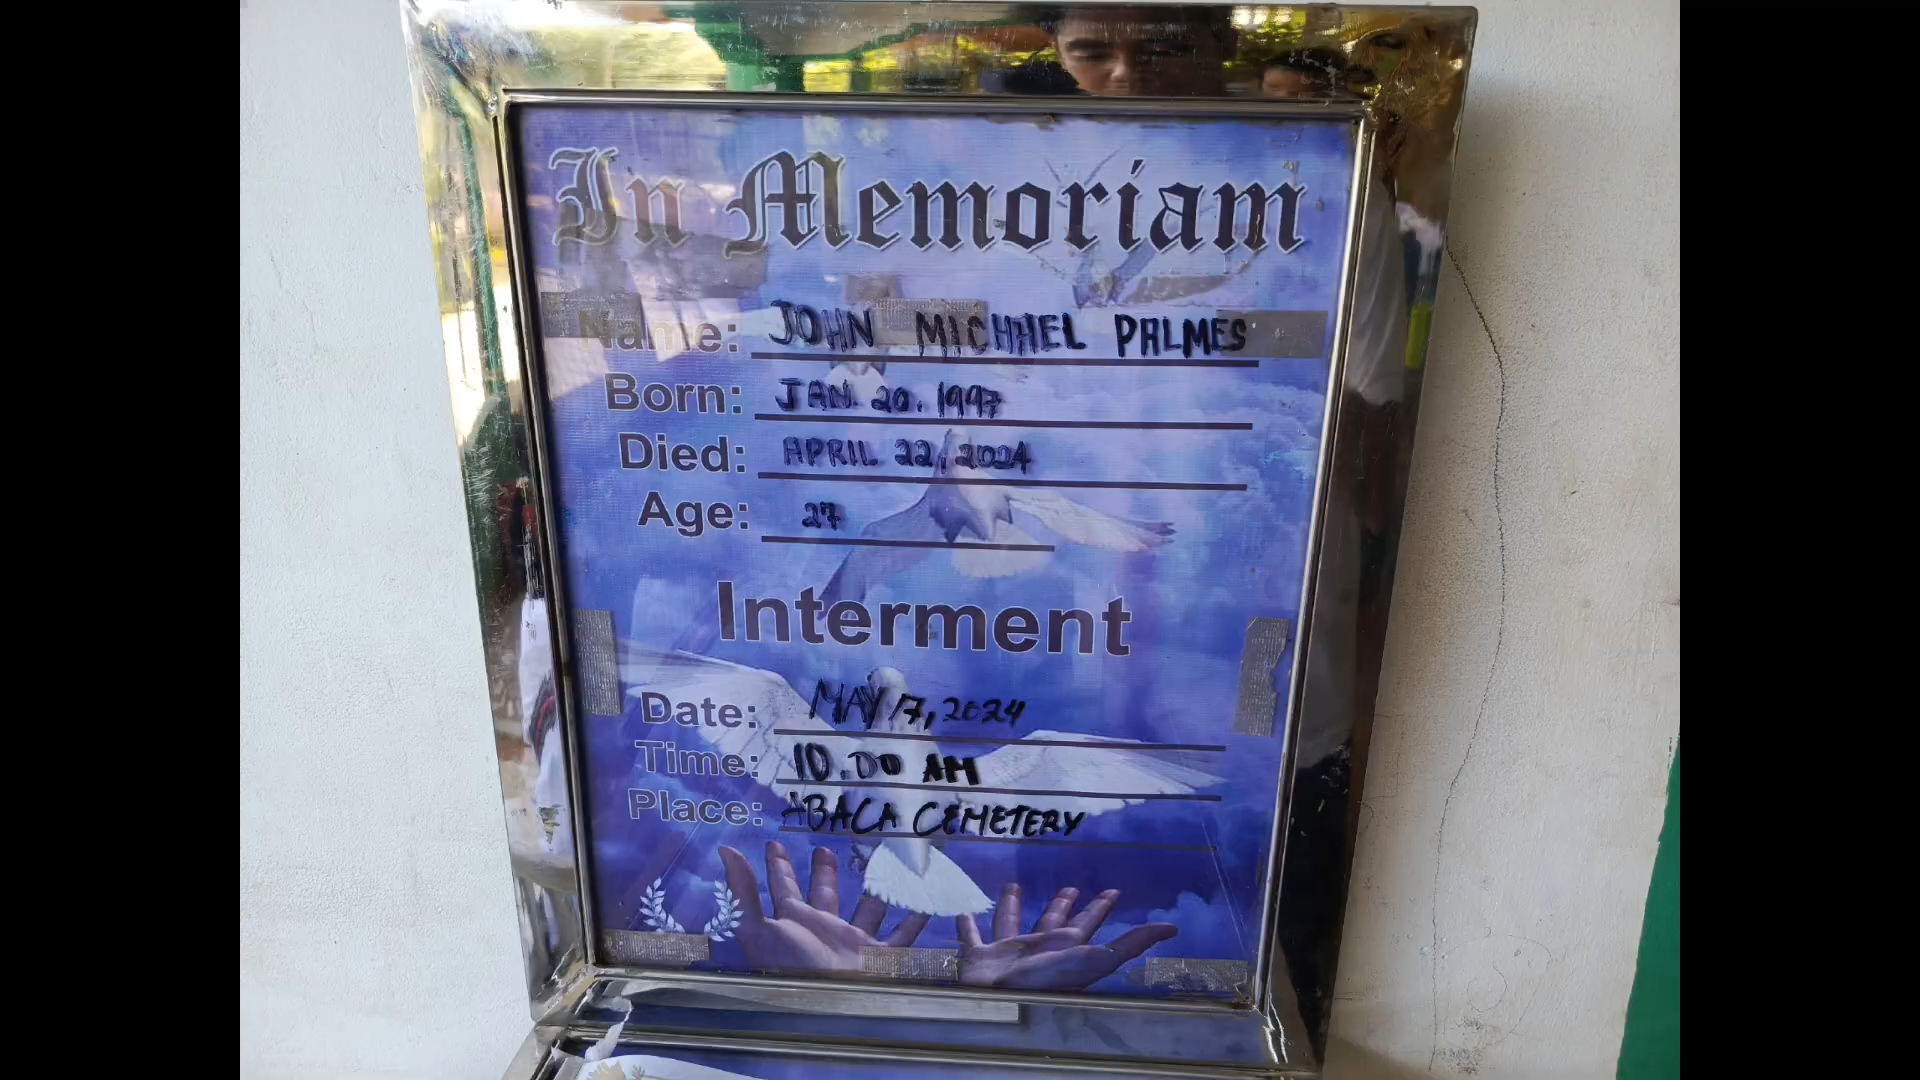 In Memoriam
Name: JOHN MICHAEL PALMES
Born: JAN. 20. 1997
Died: APRIL 22, 2024
Age: 27
Interment
Date: MAY 7, 2024
Time: 10.00 AM
Place: ABACA CEMETERY